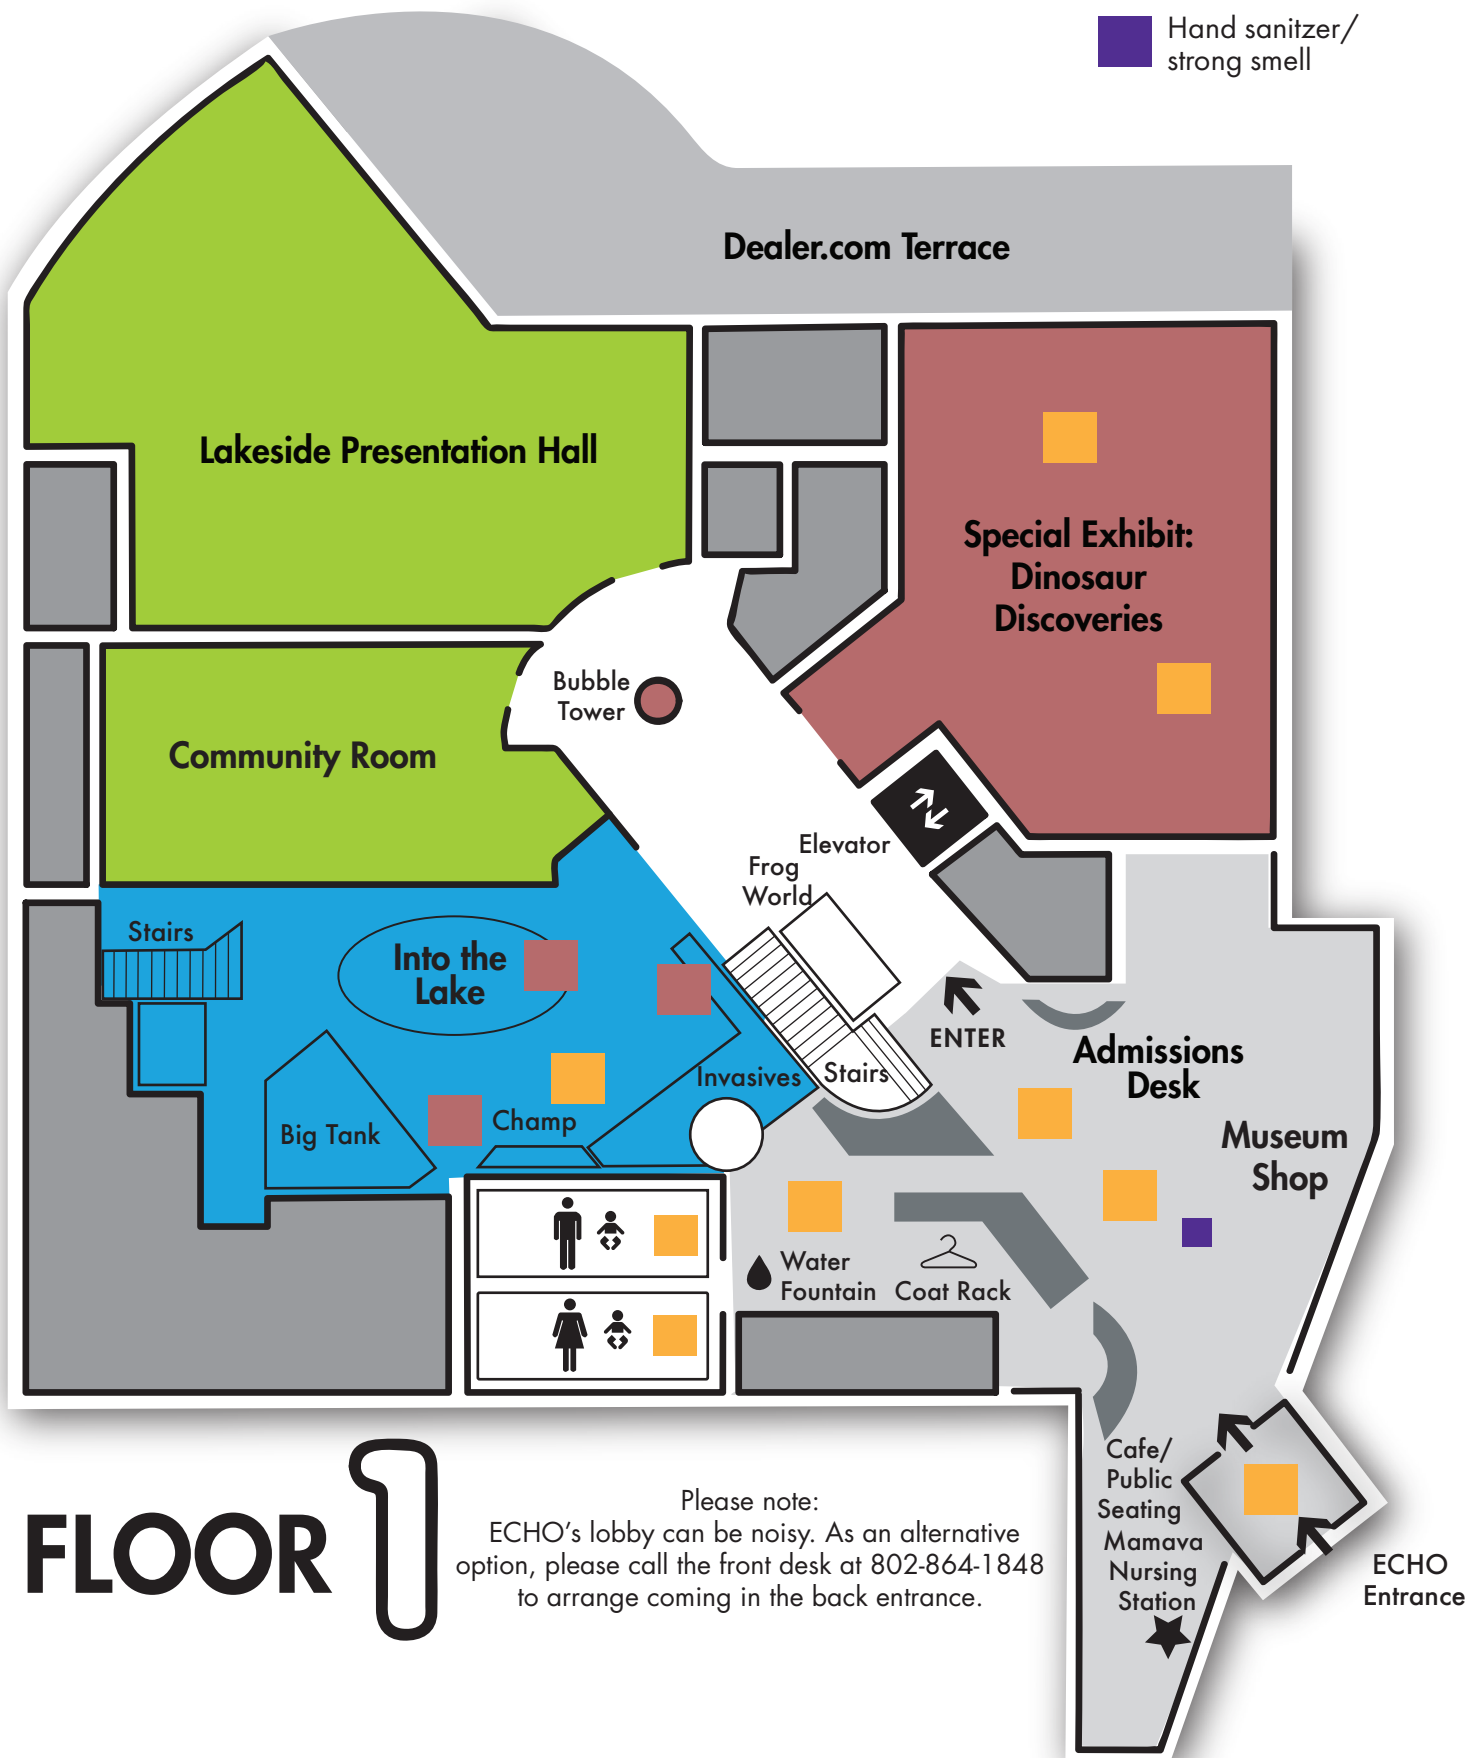 Hand sanitzer/
strong smell
Dealer.com Terrace
Lakeside Presentation Hall
Special Exhibit:
Dinosaur
Discoveries
Bubble
Tower
Community Room
Elevator
Frog
World
Stairs
Into the
Lake
ENTER
Admissions
Desk
Invasives
Stairs
Big Tank
Champ
Museum
Shop
Water
Fountain
Coat Rack
Cafe/
Public
Seating
Mamava
Nursing
Station
ECHO
Entrance
FLOOR 1
Please note:
ECHO's lobby can be noisy. As an alternative
option, please call the front desk at 802-864-1848
to arrange coming in the back entrance.